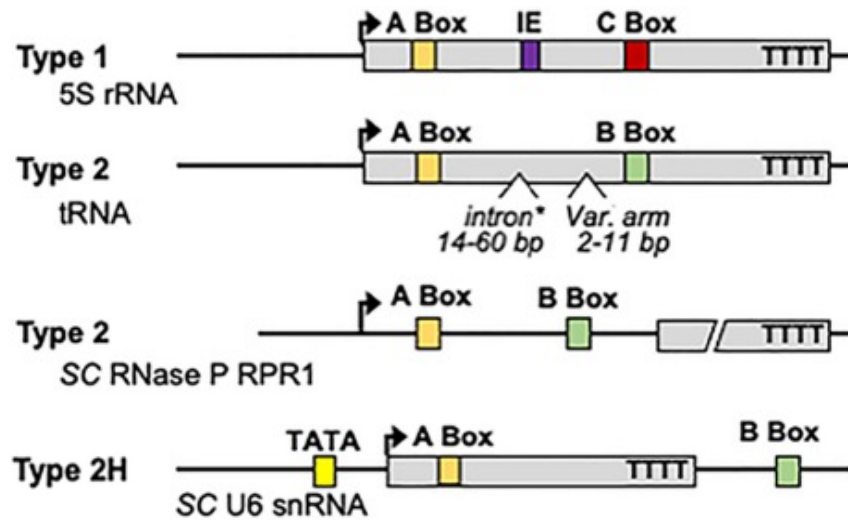 A Box IE C Box
Type 1 TTTT
5S rRNA
A Box B Box
Type 2 TTTT
tRNA
intron* Var. arm
14-60 bp 2-11 bp
A Box B Box
Type 2 TTTT
SC RNase P RPR1
TATA A Box B Box
Type 2H TTTT
SC U6 snRNA